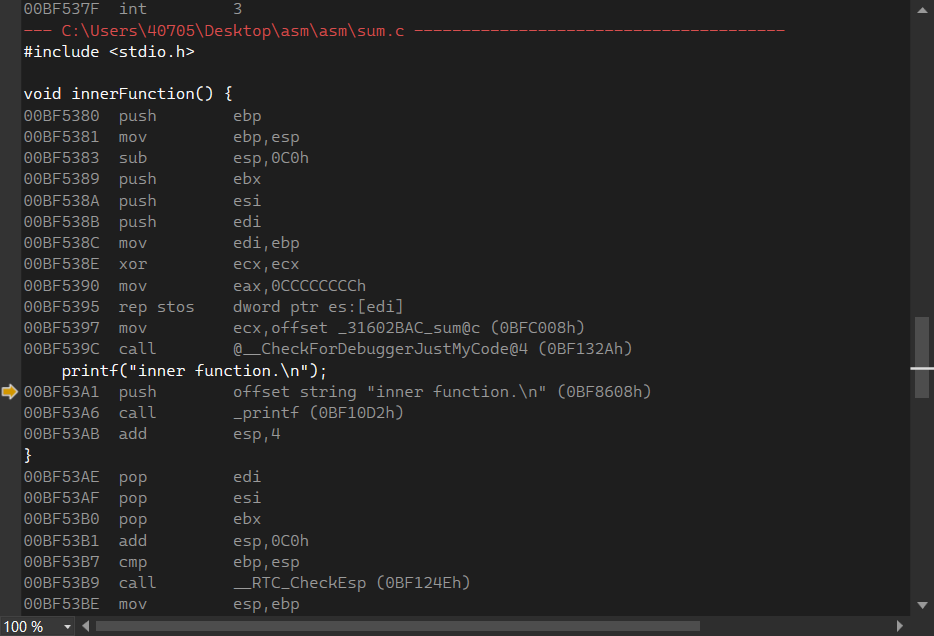 00BF537F  int         3
--- C:\Users\40705\Desktop\asm\asm\sum.c ---------------------------------------
#include <stdio.h>
void innerFunction() {
00BF5380  push        ebp
00BF5381  mov         ebp,esp
00BF5383  sub         esp,0C0h
00BF5389  push        ebx
00BF538A  push        esi
00BF538B  push        edi
00BF538C  mov         edi,ebp
00BF538E  xor         ecx,ecx
00BF5390  mov         eax,0CCCCCCCCh
00BF5395  rep stos    dword ptr es:[edi]
00BF5397  mov         ecx,offset _31602BAC_sum@c (0BFC008h)
00BF539C  call        @__CheckForDebuggerJustMyCode@4 (0BF132Ah)
    printf("inner function.\n");
00BF53A1  push        offset string "inner function.\n" (0BF8608h)
00BF53A6  call        _printf (0BF10D2h)
00BF53AB  add         esp,4
}
00BF53AE  pop         edi
00BF53AF  pop         esi
00BF53B0  pop         ebx
00BF53B1  add         esp,0C0h
00BF53B7  cmp         ebp,esp
00BF53B9  call        __RTC_CheckEsp (0BF124Eh)
00BF53BE  mov         esp,ebp
100 %